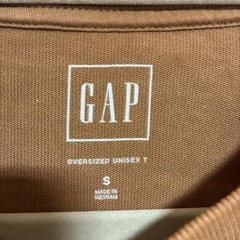 GAP
OVERSIZED UNISEX T
S
MADE IN
VIETNAM